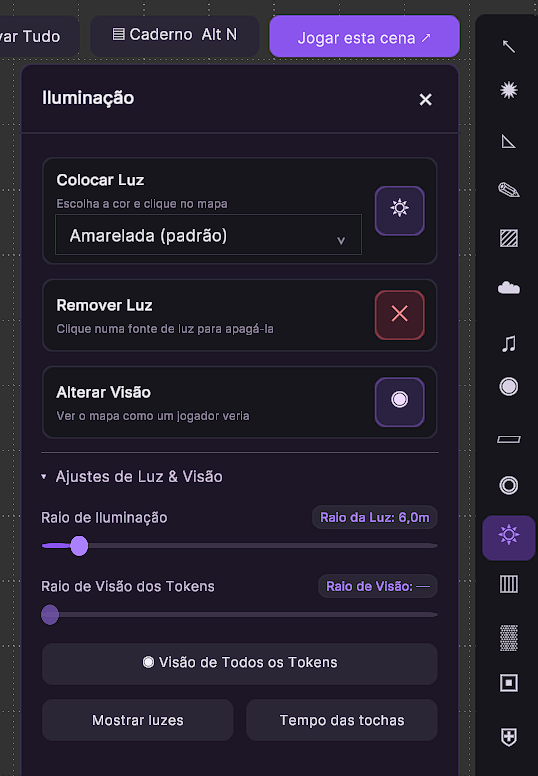 var Tudo
Caderno Alt N
Jogar esta cena
Iluminação
Colocar Luz
Escolha a cor e clique no mapa
Amarelada (padrão)
Remover Luz
Clique numa fonte de luz para apagá-la
Alterar Visão
Ver o mapa como um jogador veria
Ajustes de Luz & Visão
Raio de Iluminação
Raio da Luz: 6,0m
Raio de Visão dos Tokens
Raio de Visão: —
Visão de Todos os Tokens
Mostrar luzes
Tempo das tochas